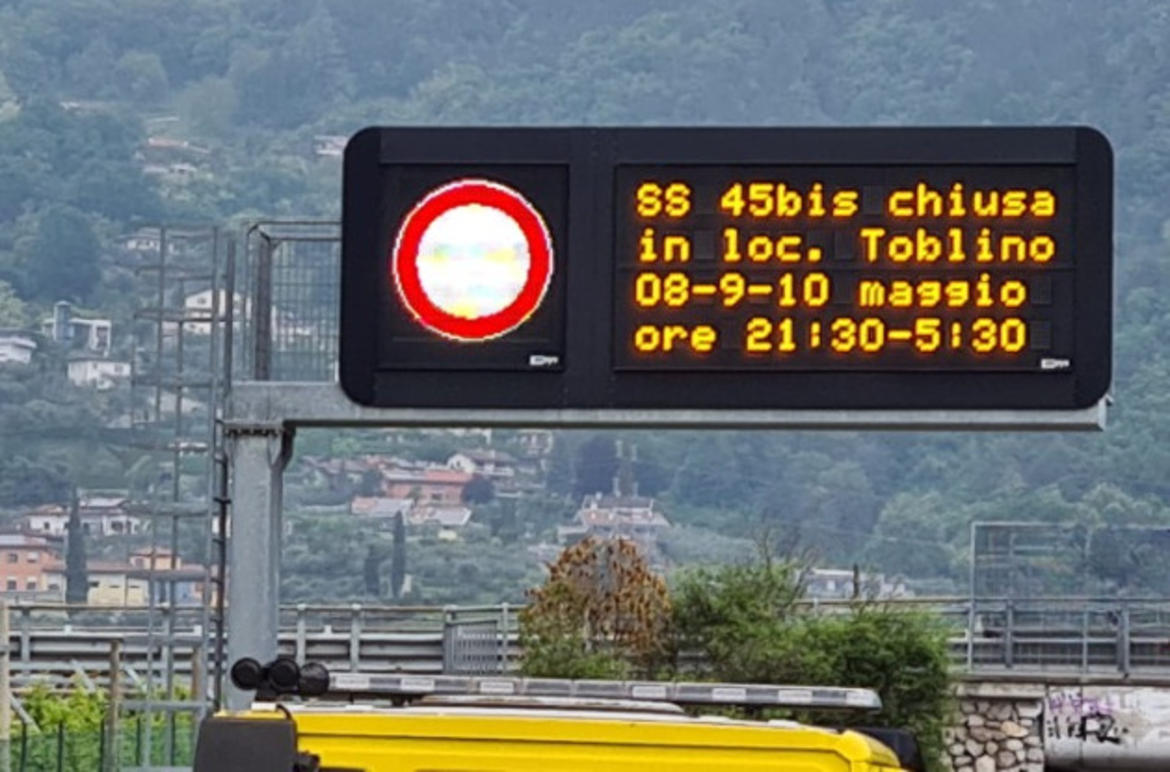 SS 45bis chiusa
in loc. Toblino
08-9-10 maggio
ore 21:30-5:30